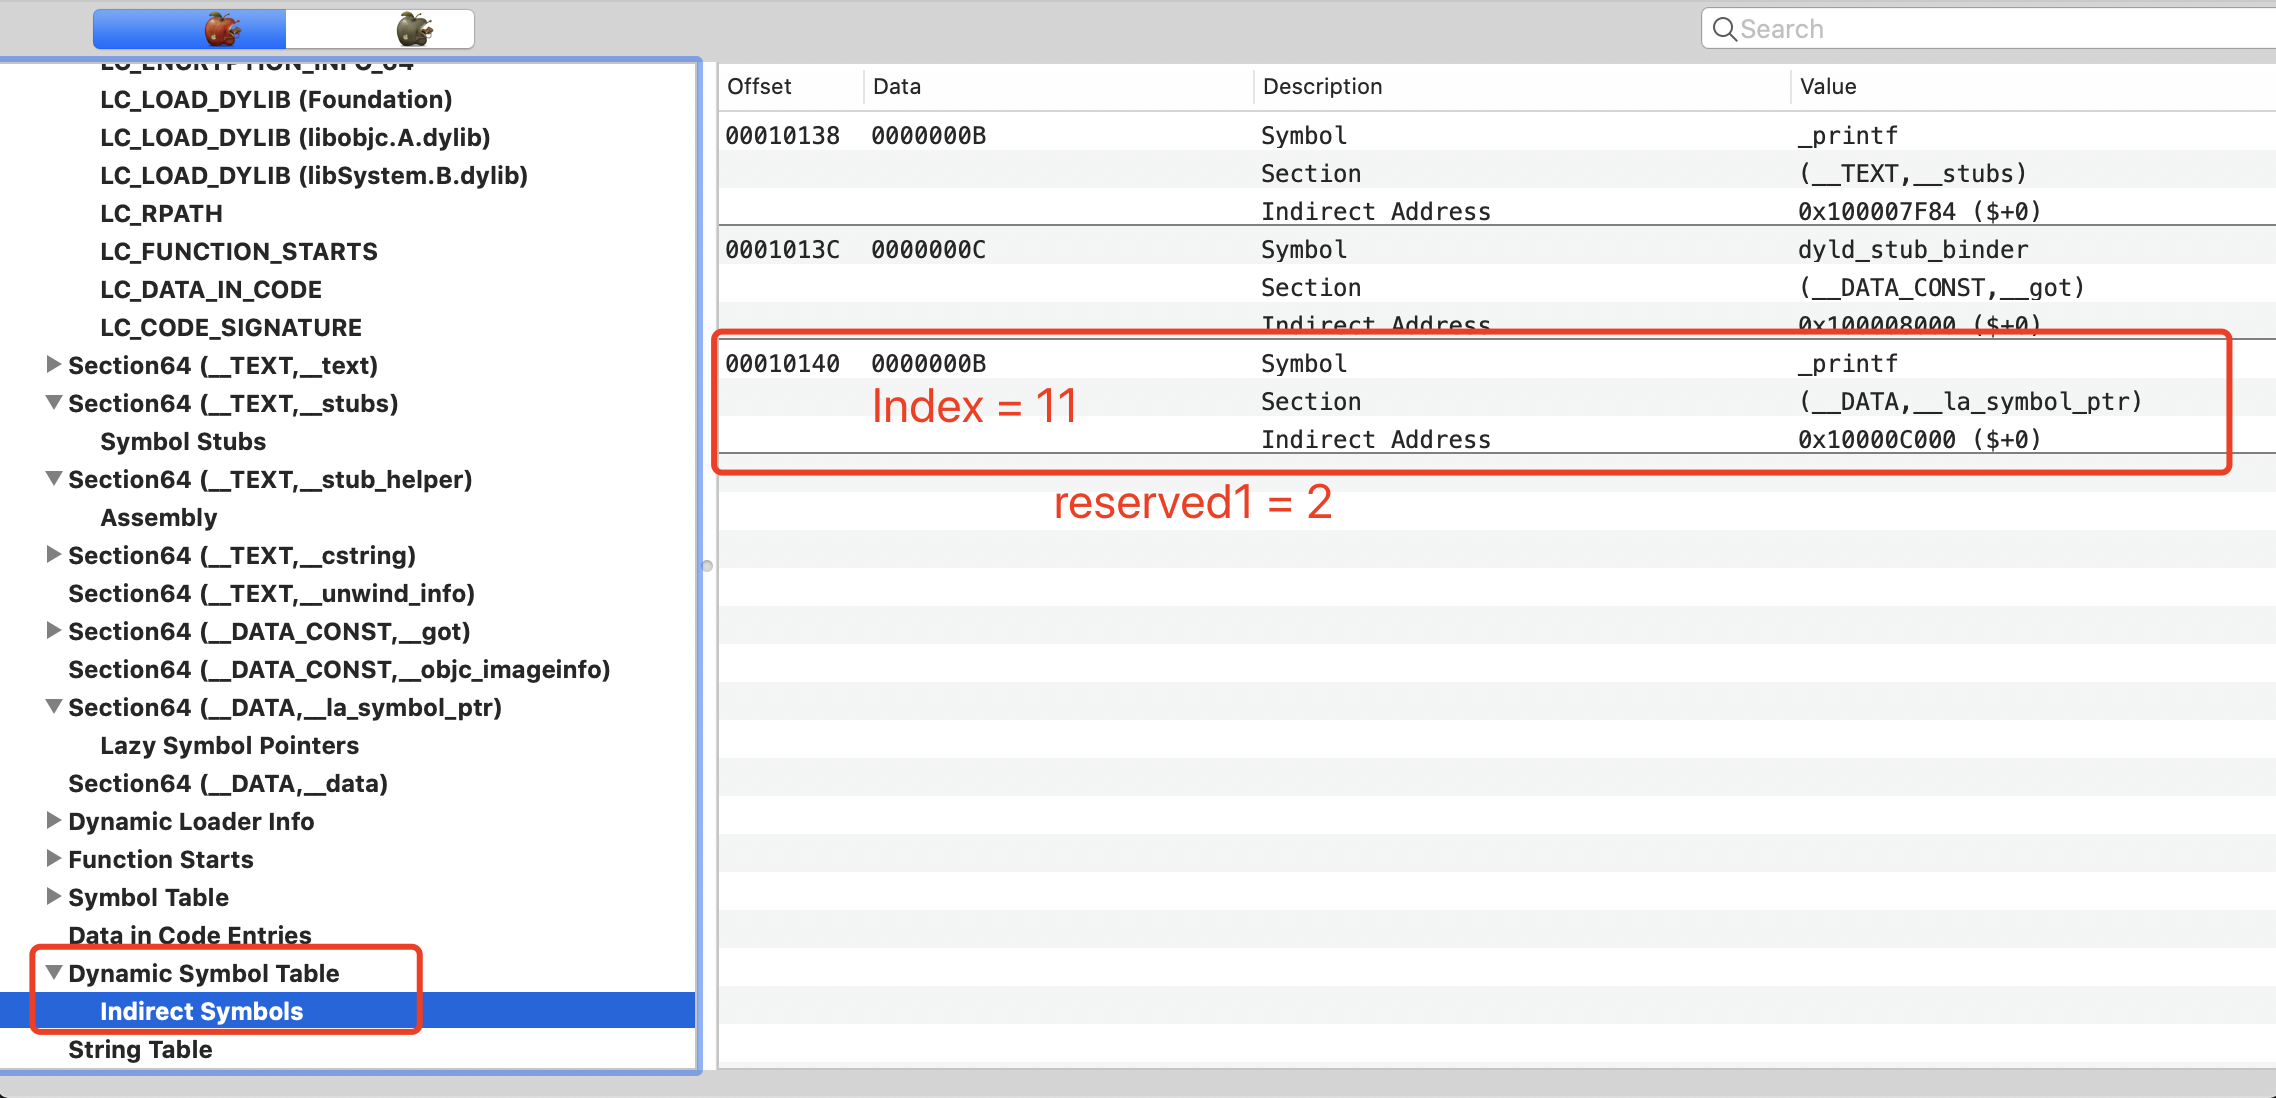 Search
LC_ENCRYPTION_INFO_64
LC_LOAD_DYLIB (Foundation)
LC_LOAD_DYLIB (libobjc.A.dylib)
LC_LOAD_DYLIB (libSystem.B.dylib)
LC_RPATH
LC_FUNCTION_STARTS
LC_DATA_IN_CODE
LC_CODE_SIGNATURE
Section64 (__TEXT,__text)
Section64 (__TEXT,__stubs)
Symbol Stubs
Section64 (__TEXT,__stub_helper)
Assembly
Section64 (__TEXT,__cstring)
Section64 (__TEXT,__unwind_info)
Section64 (__DATA_CONST,__got)
Section64 (__DATA_CONST,__objc_imageinfo)
Section64 (__DATA,__la_symbol_ptr)
Lazy Symbol Pointers
Section64 (__DATA,__data)
Dynamic Loader Info
Function Starts
Symbol Table
Data in Code Entries
Dynamic Symbol Table
Indirect Symbols
String Table
Offset Data Description Value
00010138 0000000B Symbol _printf
Section (__TEXT,__stubs)
Indirect Address 0x100007F84 ($+0)
0001013C 0000000C Symbol dyld_stub_binder
Section (__DATA_CONST,__got)
Indirect Address 0x100008000 ($+0)
00010140 0000000B Symbol _printf
Index = 11 Section (__DATA,__la_symbol_ptr)
Indirect Address 0x10000C000 ($+0)
reserved1 = 2